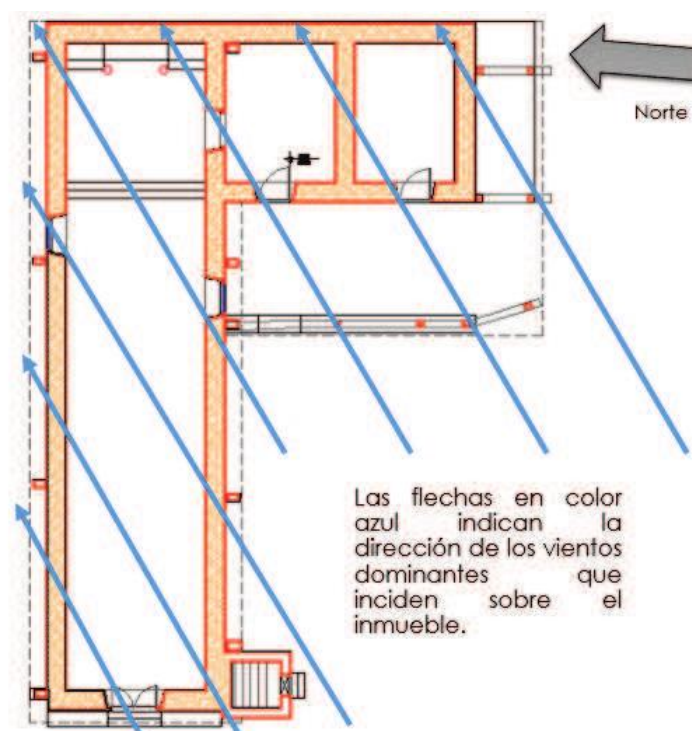 Norte
Las flechas en color
azul indican la
dirección de los vientos
dominantes que
inciden sobre el
inmueble.